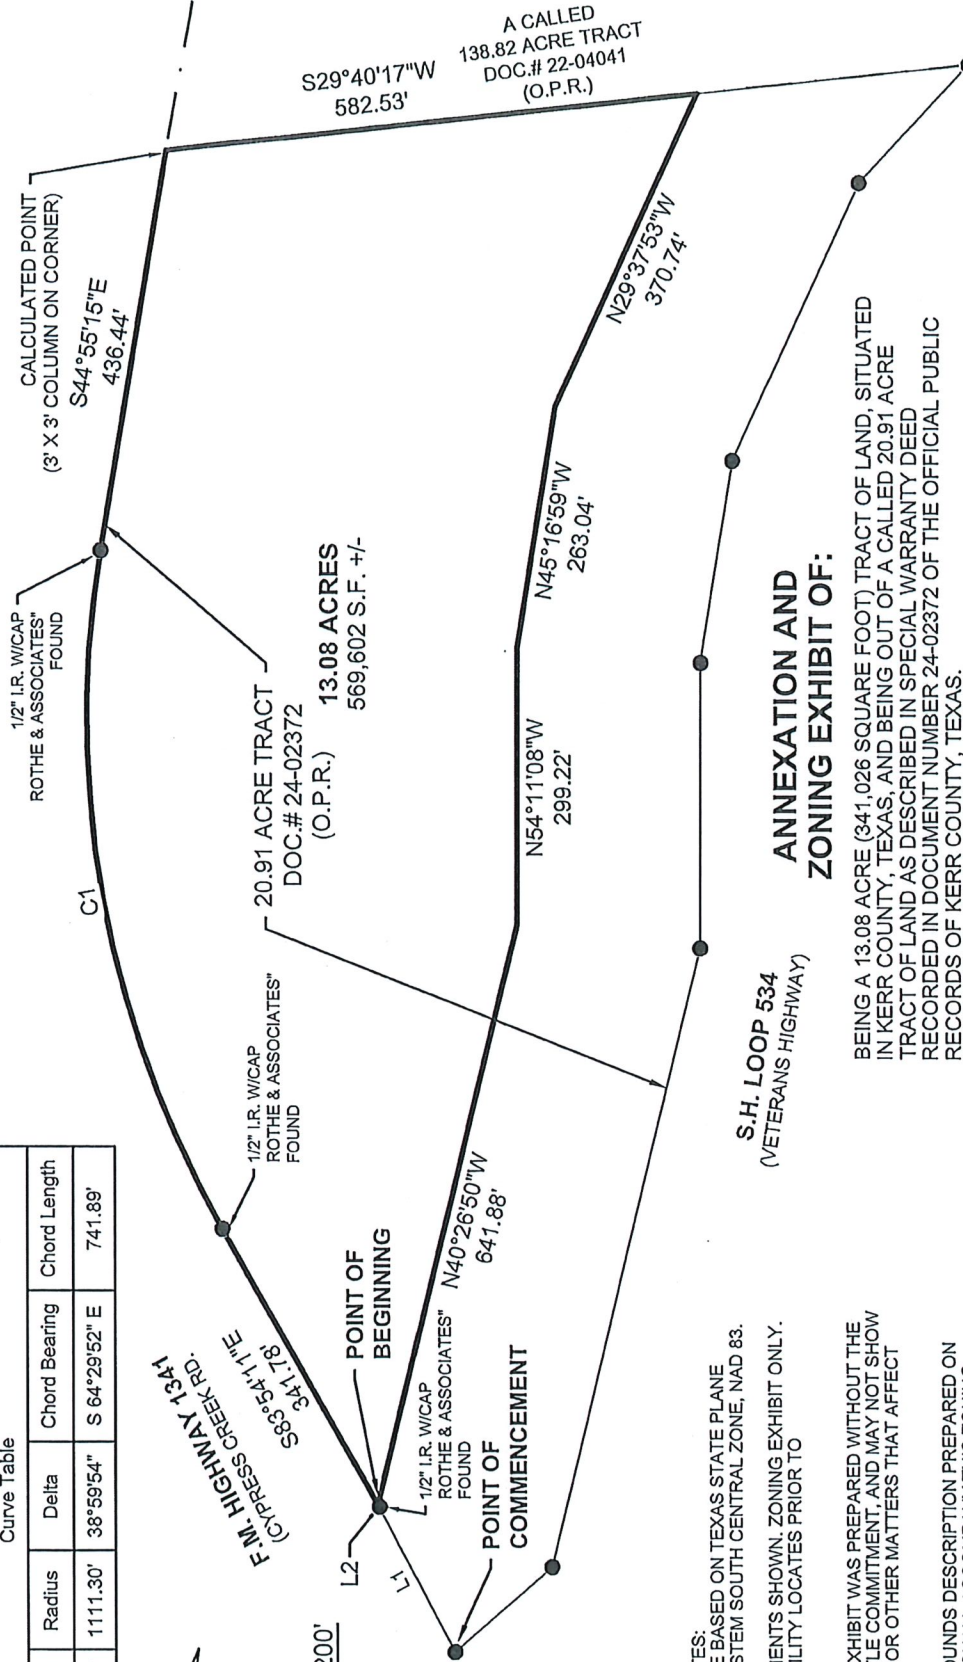 Curve Table
Radius Delta Chord Bearing Chord Length
1111.30' 38°59'54" S 64°29'52" E 741.89'
1/2" I.R. W/CAP
ROTHE & ASSOCIATES"
FOUND
CALCULATED POINT
(3' X 3' COLUMN ON CORNER)
S44°55'15"E
436.44'
S29°40'17"W
582.53'
A CALLED
138.82 ACRE TRACT
DOC.# 22-04041
(O.P.R.)
C1
1/2" I.R. W/CAP
ROTHE & ASSOCIATES"
FOUND
20.91 ACRE TRACT
DOC.# 24-02372
(O.P.R.)
13.08 ACRES
569,602 S.F. +/-
F.M. HIGHWAY 1341
(CYPRESS CREEK RD.
S83°54'11"E
341.78'
POINT OF
BEGINNING
L2
L1
1/2" I.R. W/CAP
ROTHE & ASSOCIATES"
FOUND
POINT OF
COMMENCEMENT
N40°26'50"W
641.88'
N54°11'08"W
299.22'
N45°16'59"W
263.04'
N29°37'53"W
370.74'
200'
S.H. LOOP 534
(VETERANS HIGHWAY)
ANNEXATION AND
ZONING EXHIBIT OF:
BEING A 13.08 ACRE (341,026 SQUARE FOOT) TRACT OF LAND, SITUATED
IN KERR COUNTY, TEXAS, AND BEING OUT OF A CALLED 20.91 ACRE
TRACT OF LAND AS DESCRIBED IN SPECIAL WARRANTY DEED
RECORDED IN DOCUMENT NUMBER 24-02372 OF THE OFFICIAL PUBLIC
RECORDS OF KERR COUNTY, TEXAS.
TES:
E BASED ON TEXAS STATE PLANE
STEM SOUTH CENTRAL ZONE, NAD 83.
ENTS SHOWN. ZONING EXHIBIT ONLY.
ILITY LOCATES PRIOR TO
XHIBIT WAS PREPARED WITHOUT THE
LE COMMITMENT, AND MAY NOT SHOW
OR OTHER MATTERS THAT AFFECT
OUNDS DESCRIPTION PREPARED ON